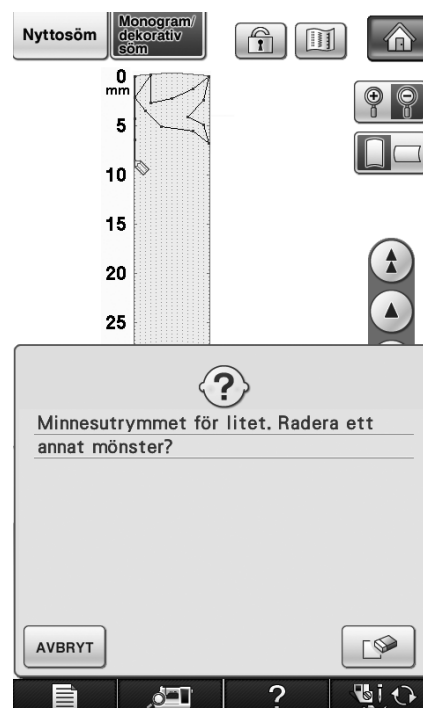 Nyttosöm
Monogram/
dekorativ
söm
0
mm
5
10
15
20
25
?
Minnesutrymmet för litet. Radera ett
annat mönster?
AVBRYT
?
i